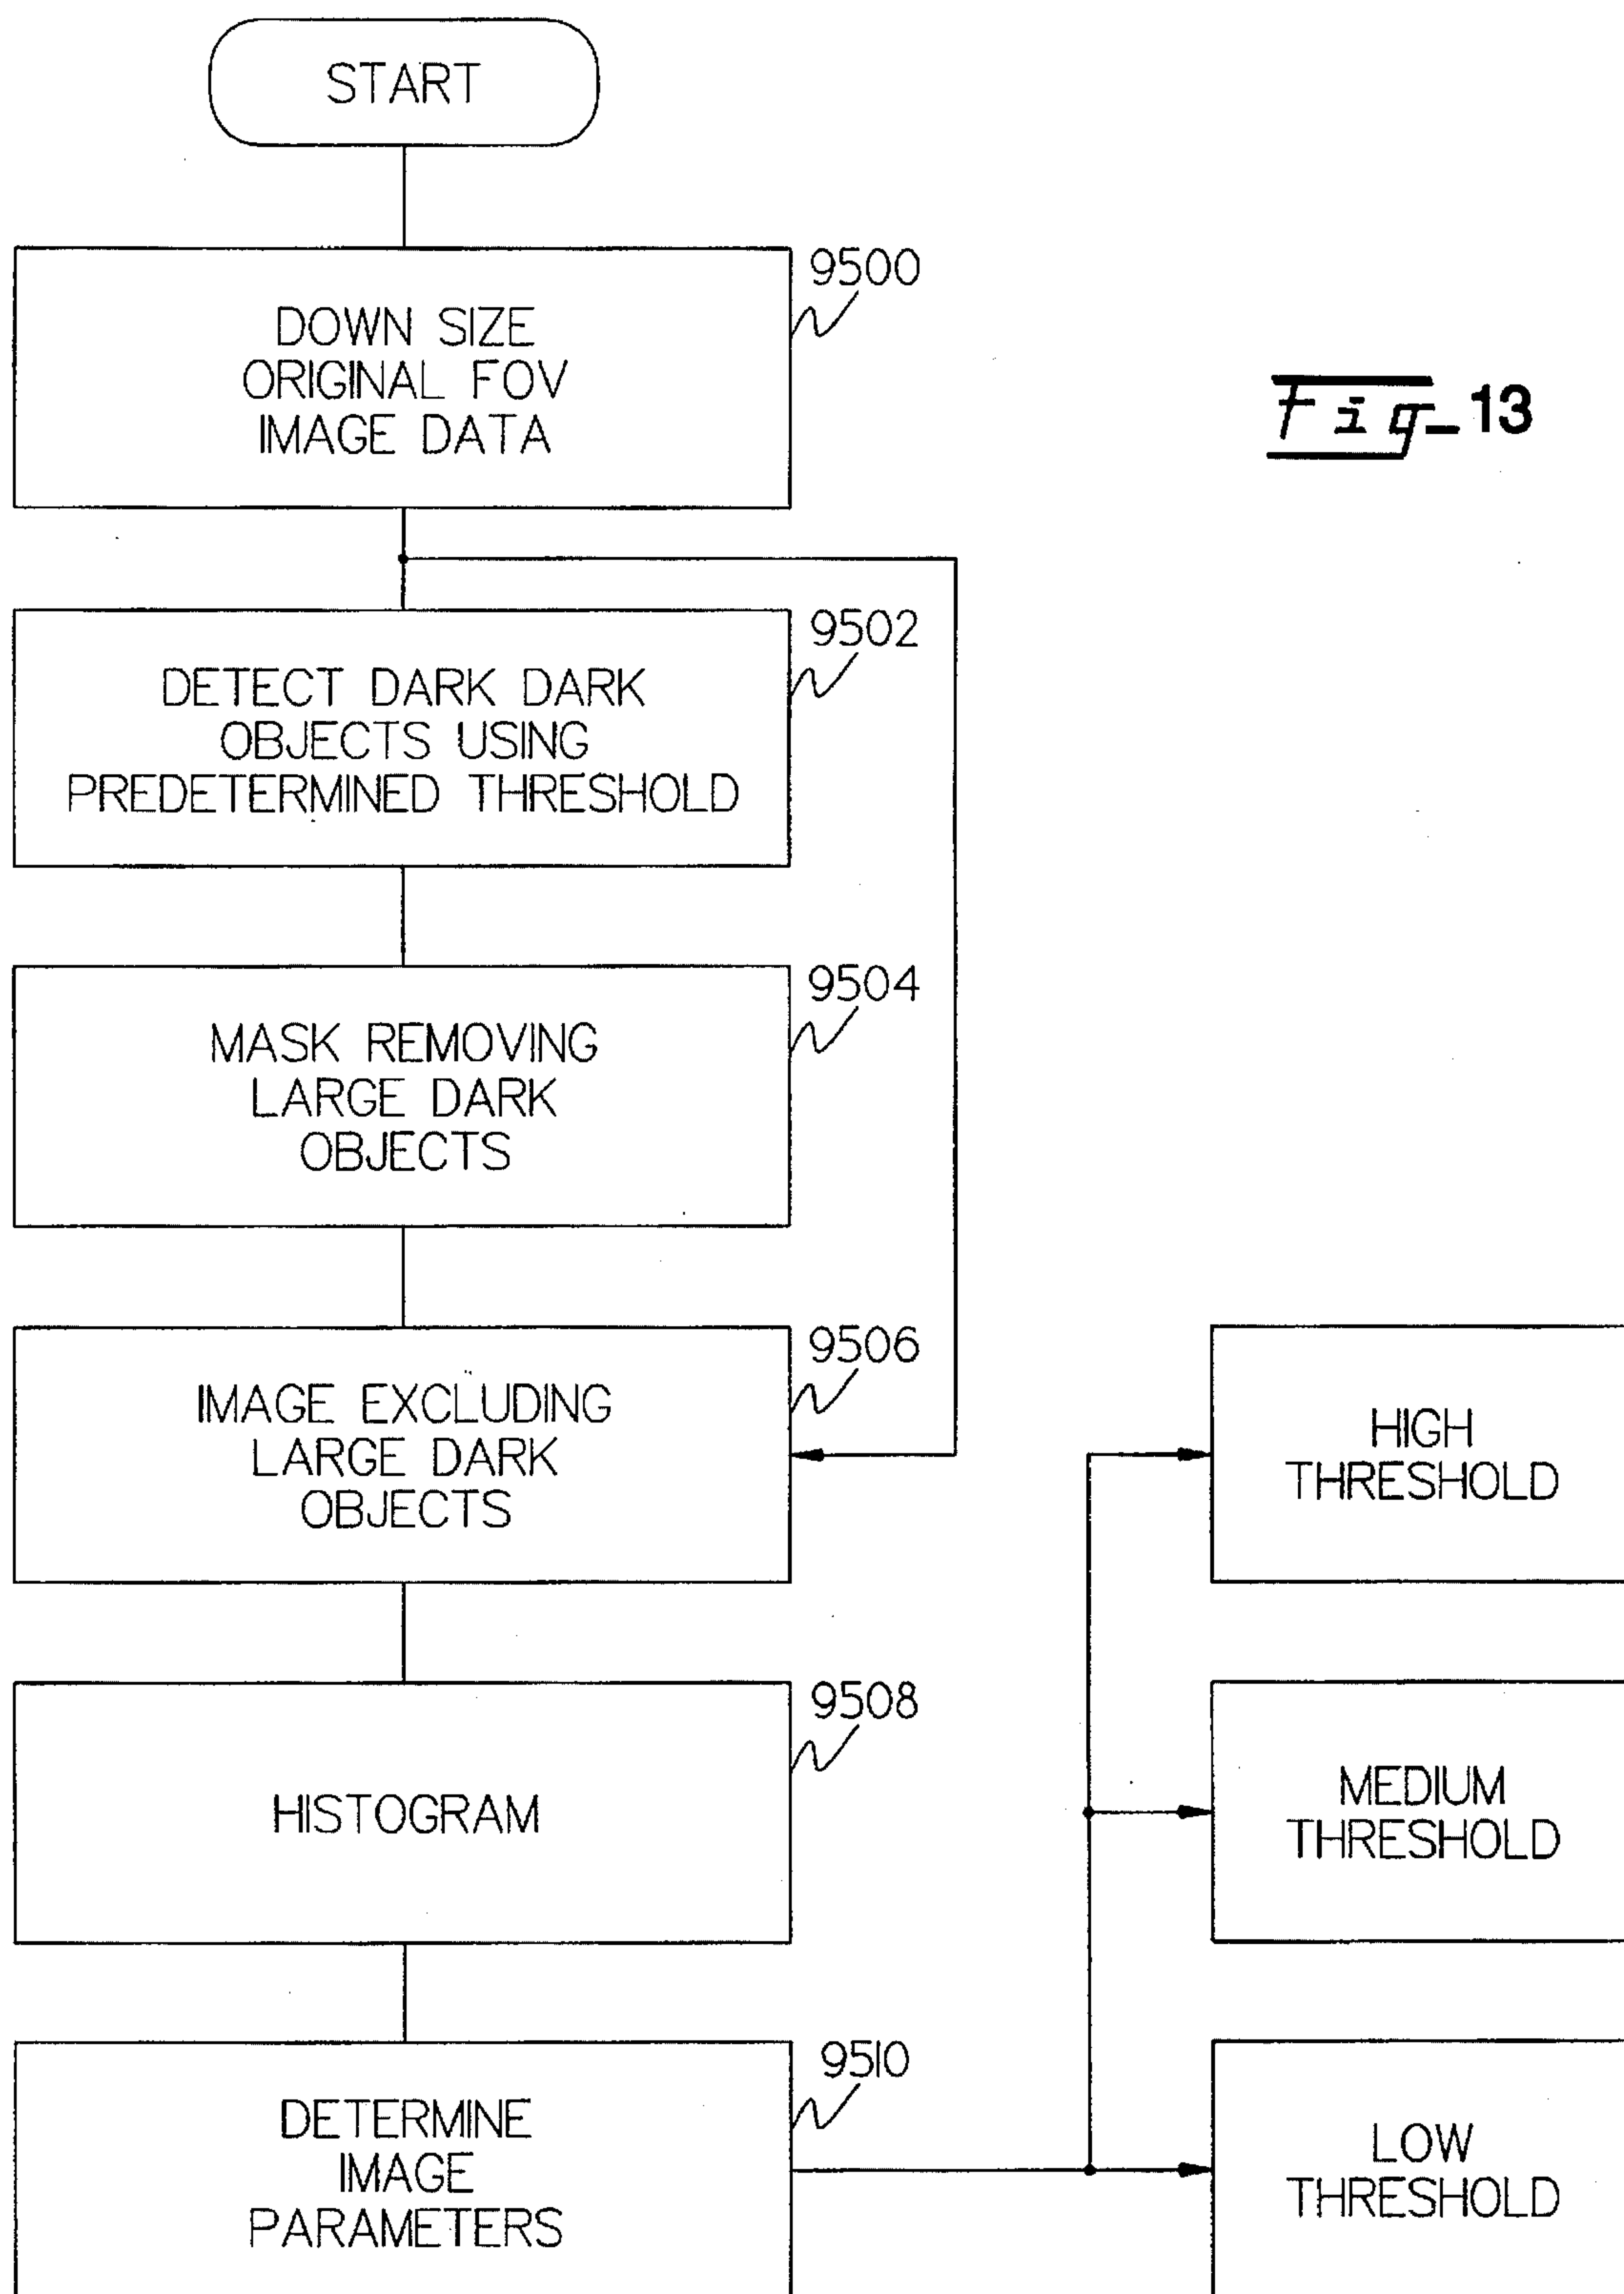 START
9500
DOWN SIZE
ORIGINAL FOV
IMAGE DATA
Fig_13
9502
DETECT DARK DARK
OBJECTS USING
PREDETERMINED THRESHOLD
9504
MASK REMOVING
LARGE DARK
OBJECTS
9506
IMAGE EXCLUDING
LARGE DARK
OBJECTS
HIGH
THRESHOLD
9508
HISTOGRAM
MEDIUM
THRESHOLD
9510
DETERMINE
IMAGE
PARAMETERS
LOW
THRESHOLD